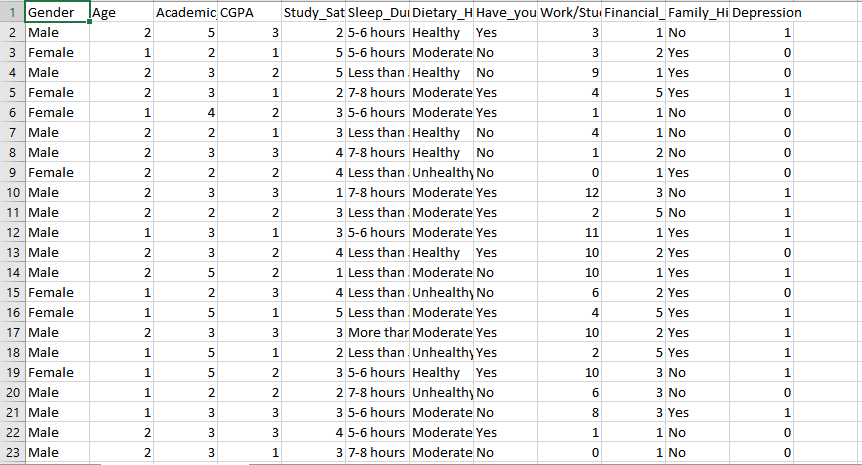 1 Gender Age Academic CGPA Study_Sat Sleep_Du Dietary_H Have_you Work/Stu Financial_ Family_Hi Depression
2 Male 2 5 3 2 5-6 hours Healthy Yes 3 1 No 1
3 Female 1 2 1 5 5-6 hours Moderate No 3 2 Yes 0
4 Male 2 3 2 5 Less than Healthy No 9 1 Yes 0
5 Female 2 3 1 2 7-8 hours Moderate Yes 4 5 Yes 1
6 Female 1 4 2 3 5-6 hours Moderate Yes 1 1 No 0
7 Male 2 2 1 3 Less than Healthy No 4 1 No 0
8 Male 2 3 3 4 7-8 hours Healthy No 1 2 No 0
9 Female 2 2 2 4 Less than Unhealthy No 0 1 Yes 0
10 Male 2 3 3 1 7-8 hours Moderate Yes 12 3 No 1
11 Male 2 2 2 3 Less than Moderate Yes 2 5 No 1
12 Male 1 3 1 3 5-6 hours Moderate Yes 11 1 Yes 1
13 Male 2 3 2 4 Less than Healthy Yes 10 2 Yes 0
14 Male 2 5 2 1 Less than Moderate No 10 1 Yes 1
15 Female 1 2 3 4 Less than Unhealthy No 6 2 Yes 0
16 Female 1 5 1 5 Less than Moderate Yes 4 5 Yes 1
17 Male 2 3 3 3 More than Moderate Yes 10 2 Yes 1
18 Male 1 5 1 2 Less than Unhealthy Yes 2 5 Yes 1
19 Female 1 5 2 3 5-6 hours Healthy Yes 10 3 No 1
20 Male 1 2 2 2 7-8 hours Unhealthy No 6 3 No 0
21 Male 1 3 3 3 5-6 hours Moderate No 8 3 Yes 1
22 Male 2 3 3 4 5-6 hours Moderate Yes 1 1 No 0
23 Male 2 3 1 3 7-8 hours Moderate No 0 1 No 0